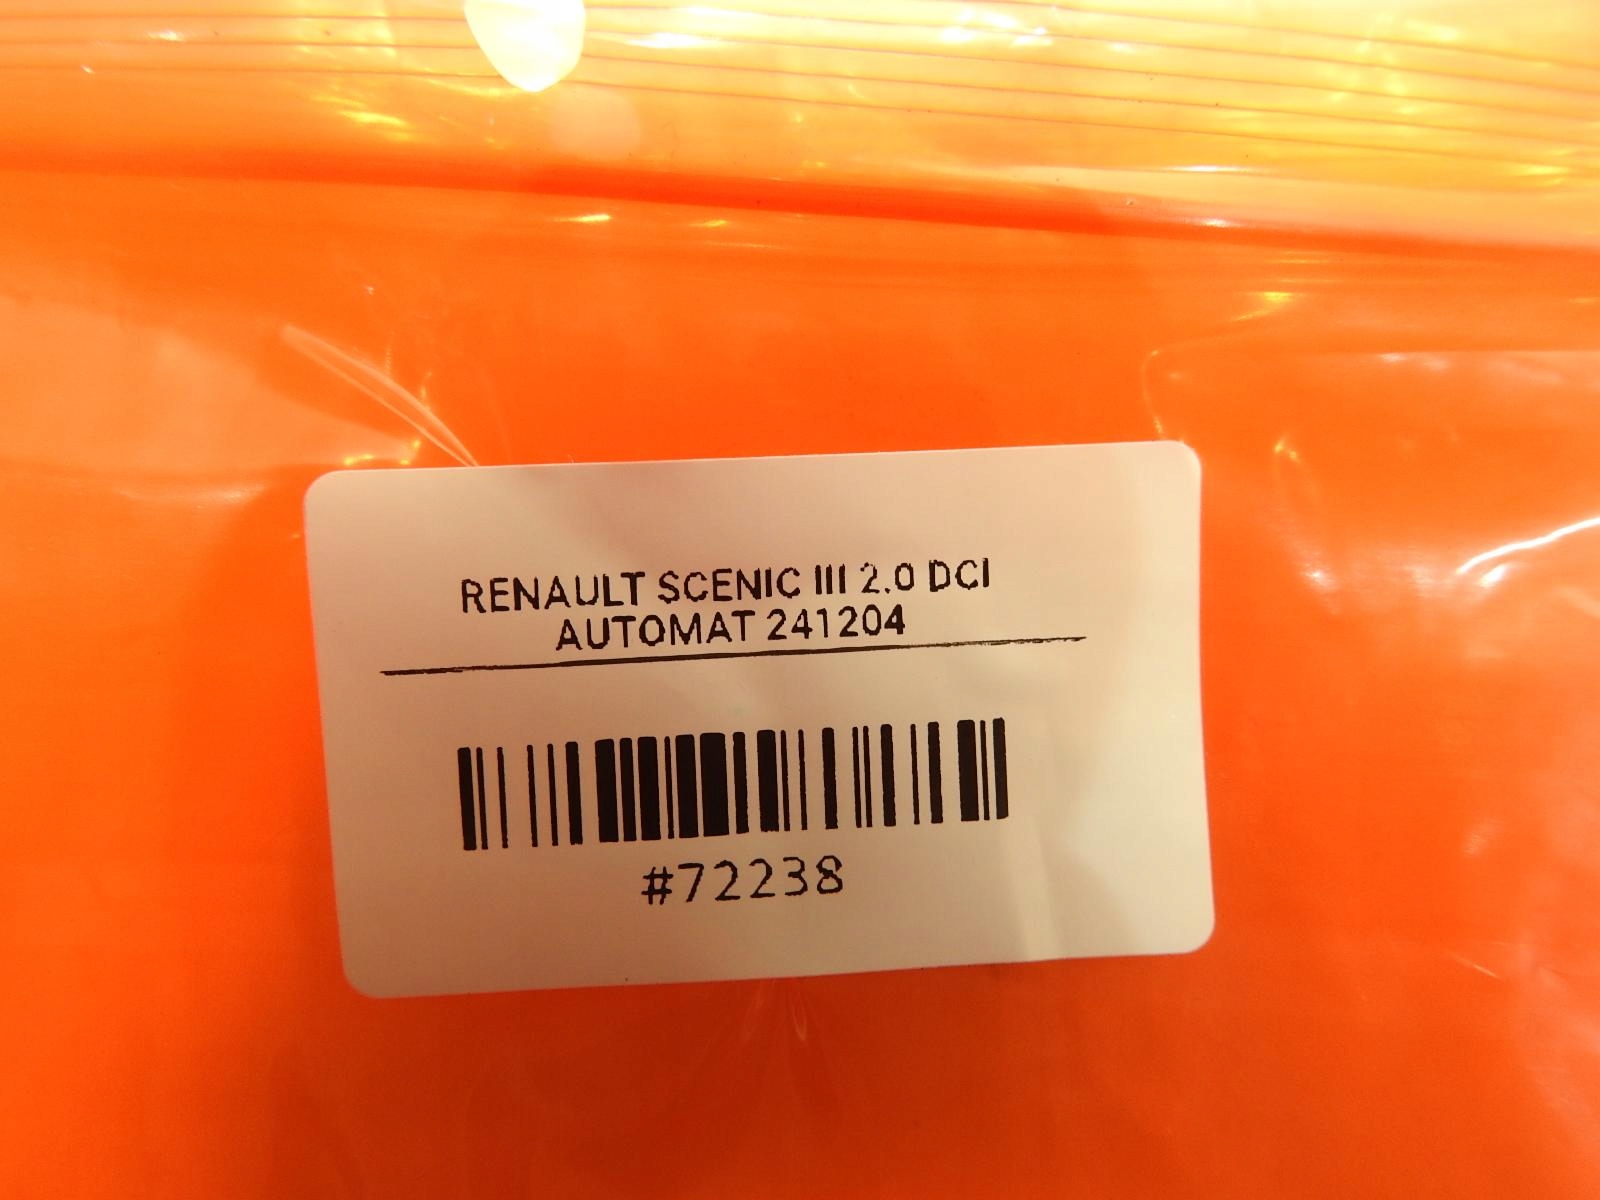 RENAULT SCENIC III 2.0 DCI
AUTOMAT 241204
#72238